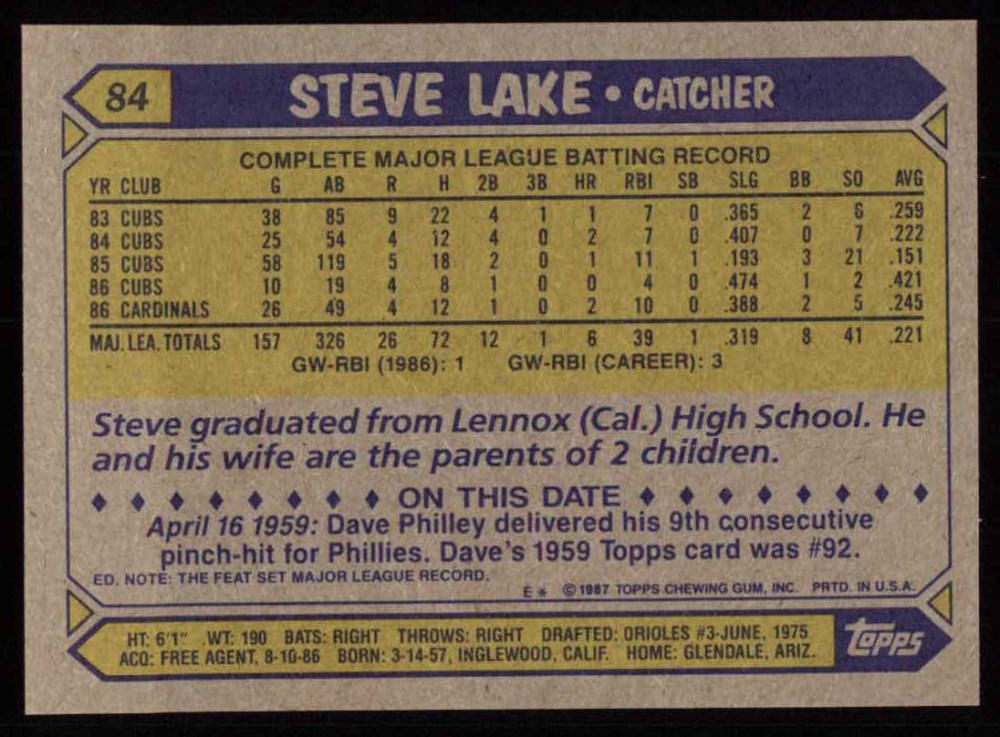 84
STEVE LAKE • CATCHER
COMPLETE MAJOR LEAGUE BATTING RECORD
YR CLUB G AB R H 2B 3B HR RBI SB SLG BB SO AVG
83 CUBS 38 85 9 22 4 1 1 7 0 .365 2 6 .259
84 CUBS 25 54 4 12 4 0 2 7 0 .407 0 7 .222
85 CUBS 58 119 5 18 2 0 1 11 1 .193 3 21 .151
86 CUBS 10 19 4 8 1 0 0 4 0 .474 1 2 .421
86 CARDINALS 26 49 4 12 1 0 2 10 0 .388 2 5 .245
MAJ. LEA. TOTALS 157 326 26 72 12 1 6 39 1 .319 8 41 .221
GW-RBI (1986): 1 GW-RBI (CAREER): 3
Steve graduated from Lennox (Cal.) High School. He
and his wife are the parents of 2 children.
♦ ♦ ♦ ♦ ♦ ♦ ♦ ♦ ON THIS DATE ♦ ♦ ♦ ♦ ♦ ♦ ♦ ♦
April 16 1959: Dave Philley delivered his 9th consecutive
pinch-hit for Phillies. Dave's 1959 Topps card was #92.
ED. NOTE: THE FEAT SET MAJOR LEAGUE RECORD.
E* © 1987 TOPPS CHEWING GUM, INC. PRTD. IN U.S.A.
HT: 6'1" WT: 190 BATS: RIGHT THROWS: RIGHT DRAFTED: ORIOLES #3-JUNE, 1975
ACQ: FREE AGENT, 8-10-86 BORN: 3-14-57, INGLEWOOD, CALIF. HOME: GLENDALE, ARIZ.
Topps